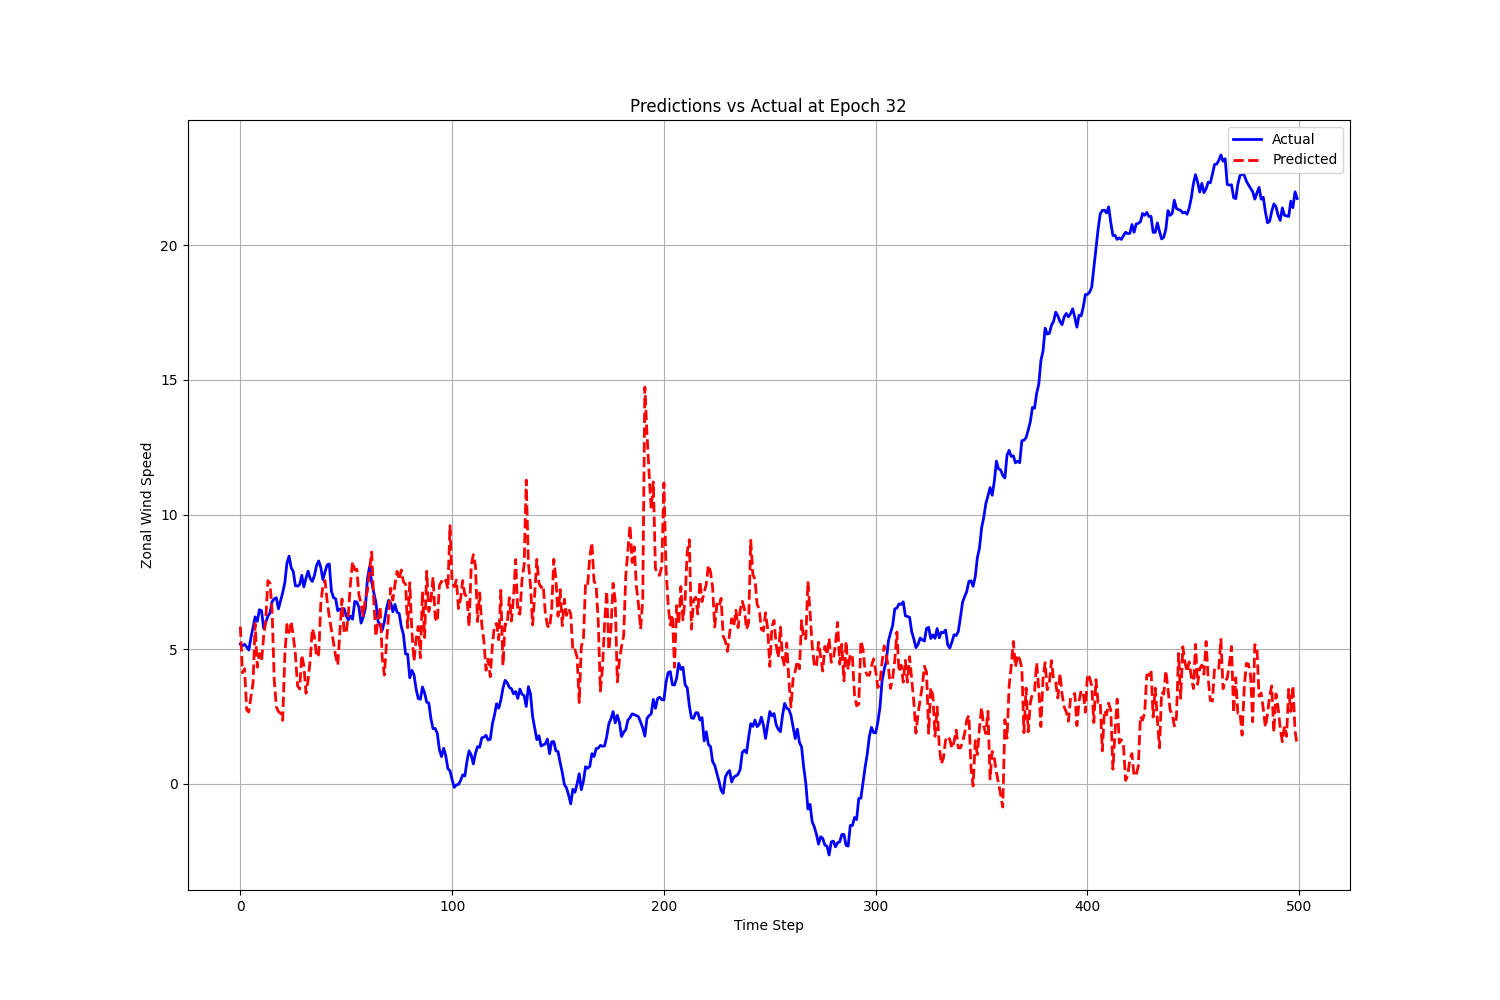 Predictions vs Actual at Epoch 32
Actual
Predicted
Zonal Wind Speed
20
15
10
5
0
0 100 200 300 400 500
Time Step